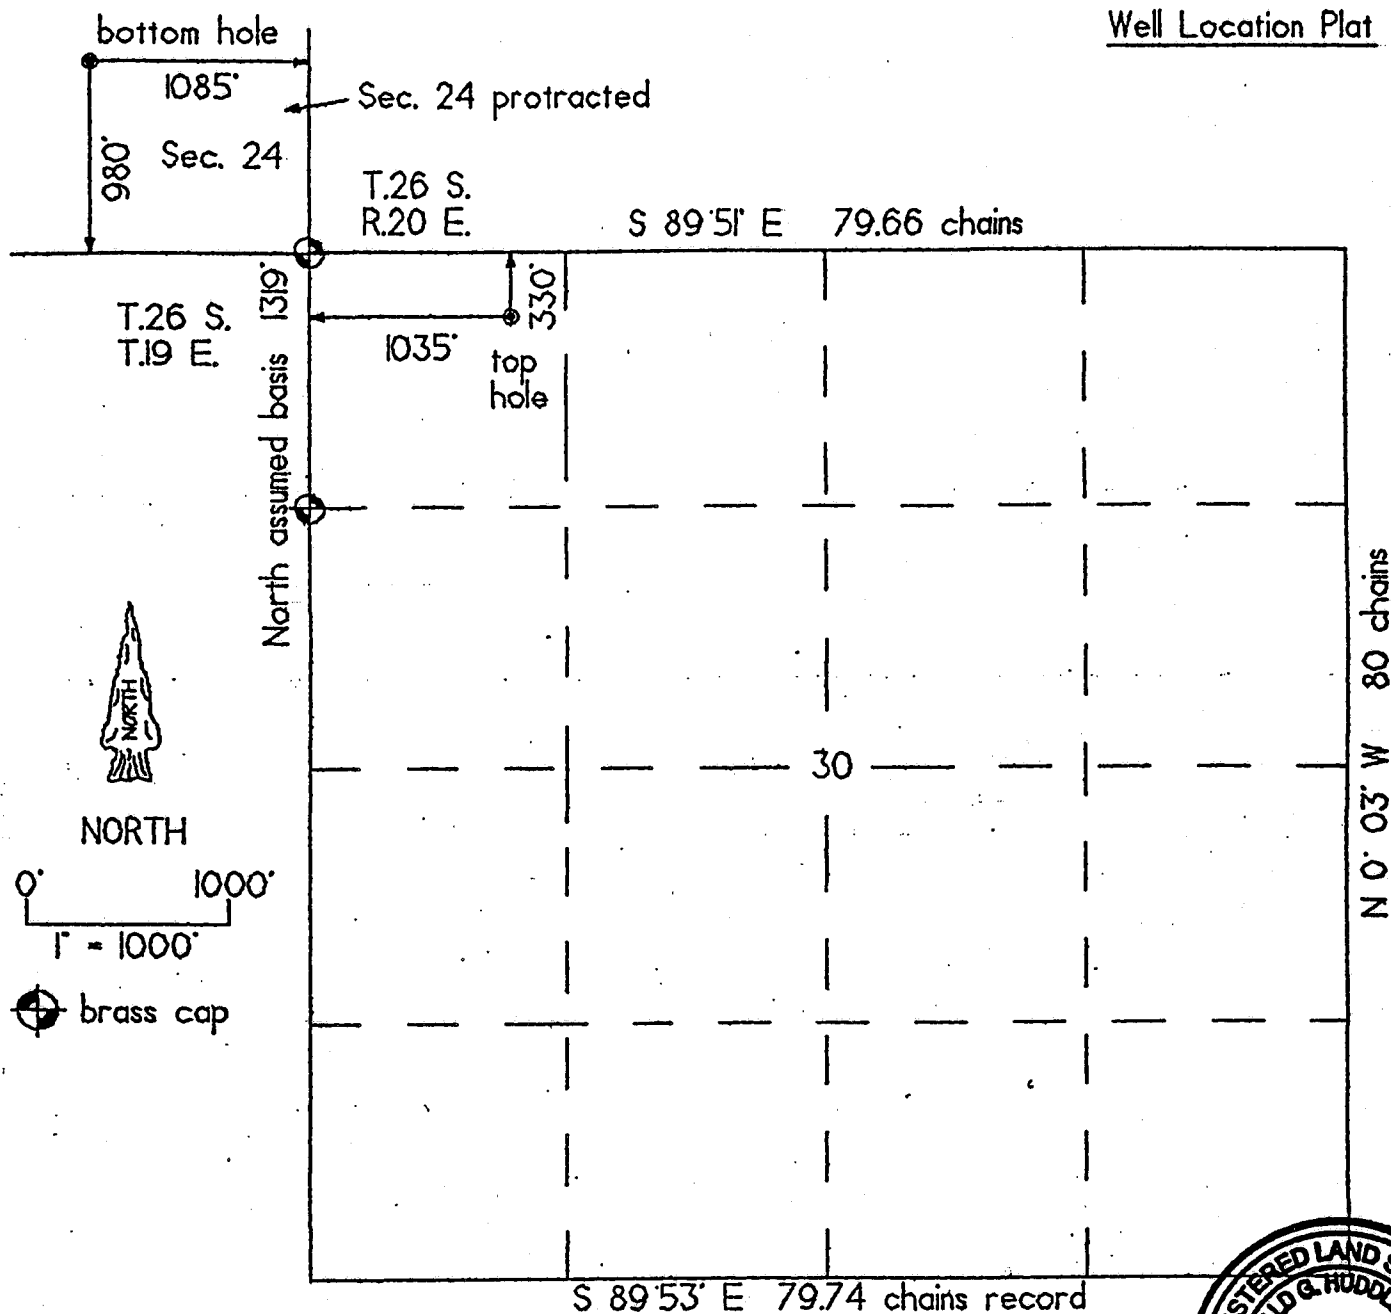 Well Location Plat
bottom hole
1085'
Sec. 24 protracted
980'
Sec. 24
T.26 S.
R.20 E.
S 89°51' E 79.66 chains
1319'
T.26 S.
T.19 E.
330'
1035'
top
hole
North assumed basis
80 chains
N 0° 03' W
NORTH
30
NORTH
0' 1000'
1" = 1000'
brass cap
S 89°53' E 79.74 chains record